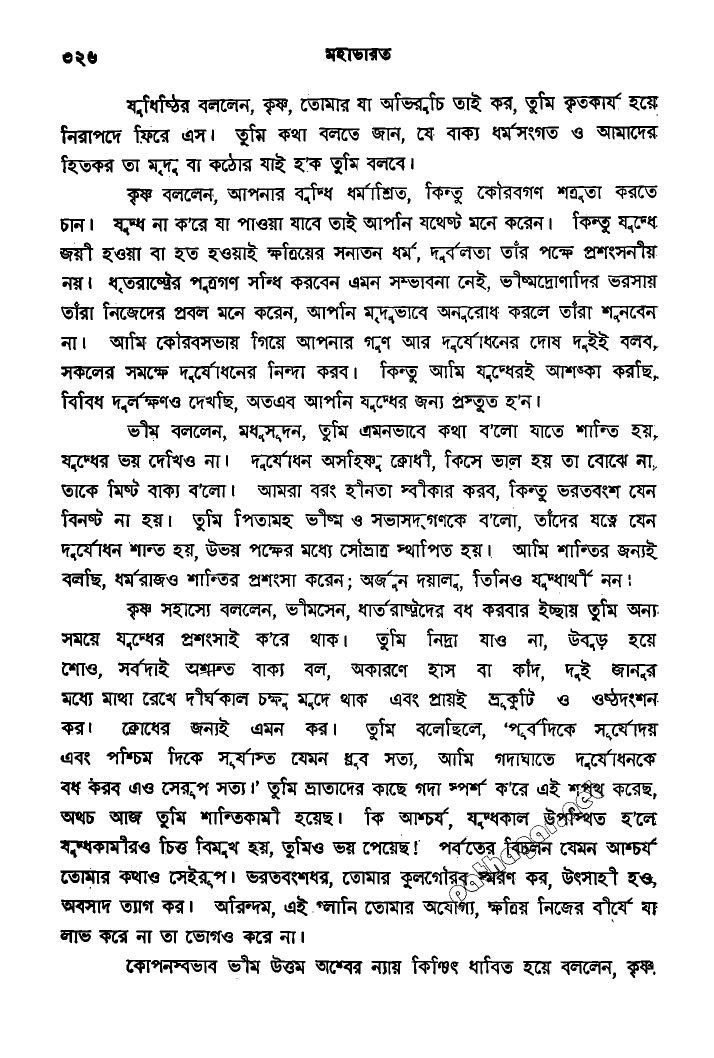 ৩২৬
মহাভারত
যুধিষ্ঠির বললেন, কৃষ্ণ, তোমার যা অভিরুচি তাই কর, তুমি কৃতকার্য হয়ে
নিরাপদে ফিরে এস। তুমি কথা বলতে জান, যে বাক্য ধর্মসংগত ও আমাদের
হিতকর তা মৃদু বা কঠোর যাই হ'ক তুমি বলবে।
কৃষ্ণ বললেন, আপনার বুদ্ধি ধর্মাশ্রিত, কিন্তু কৌরবগণ শত্রুতা করতে
চান। যুদ্ধ না ক'রে যা পাওয়া যাবে তাই আপনি যথেষ্ট মনে করেন। কিন্তু যুদ্ধে
জয়ী হওয়া বা হত হওয়াই ক্ষত্রিয়ের সনাতন ধর্ম, দুর্বলতা তাঁর পক্ষে প্রশংসনীয়
নয়। ধৃতরাষ্ট্রের পুত্রগণ সন্ধি করবেন এমন সম্ভাবনা নেই, ভীষ্মদ্রোণাদির ভরসায়
তাঁরা নিজেদের প্রবল মনে করেন, আপনি মৃদুভাবে অনুরোধ করলে তাঁরা শুনবেন
না। আমি কৌরবসভায় গিয়ে আপনার গুণ আর দুর্যোধনের দোষ দুইই বলব,
সকলের সমক্ষে দুর্যোধনের নিন্দা করব। কিন্তু আমি যুদ্ধেরই আশঙ্কা করছি,
বিবিধ দুর্লক্ষণও দেখছি, অতএব আপনি যুদ্ধের জন্য প্রস্তুত হ'ন।
ভীম বললেন, মধুসূদন, তুমি এমনভাবে কথা ব'লো যাতে শান্তি হয়,
যুদ্ধের ভয় দেখিও না। দুর্যোধন অসহিষ্ণু ক্রোধী, কিসে ভাল হয় তা বোঝে না,
তাকে মিষ্ট বাক্য ব'লো। আমরা বরং হীনতা স্বীকার করব, কিন্তু ভরতবংশ যেন
বিনষ্ট না হয়। তুমি পিতামহ ভীষ্ম ও সভাসদ্‌গণকে ব'লো, তাঁদের যত্নে যেন
দুর্যোধন শান্ত হয়, উভয় পক্ষের মধ্যে সৌভ্রাত্র স্থাপিত হয়। আমি শান্তির জন্যই
বলছি, ধর্মরাজও শান্তির প্রশংসা করেন; অর্জুন দয়ালু, তিনিও যুদ্ধার্থী নন!
কৃষ্ণ সহাস্যে বললেন, ভীমসেন, ধার্তরাষ্ট্রদের বধ করবার ইচ্ছায় তুমি অন্য
সময়ে যুদ্ধের প্রশংসাই ক'রে থাক। তুমি নিদ্রা যাও না, উবুড় হয়ে
শোও, সর্বদাই অশান্ত বাক্য বল, অকারণে হাস বা কাঁদ, দুই জানুর
মধ্যে মাথা রেখে দীর্ঘকাল চক্ষু মুদে থাক এবং প্রায়ই ভ্রূকুটি ও ওষ্ঠদংশন
কর। ক্রোধের জন্যই এমন কর। তুমি বলেছিলে, 'পূর্বদিকে সূর্যোদয়
এবং পশ্চিম দিকে সূর্যাস্ত যেমন ধ্রুব সত্য, আমি গদাঘাতে দুর্যোধনকে
বধ করব এও সেরূপ সত্য।' তুমি ভ্রাতাদের কাছে গদা স্পর্শ ক'রে এই শপথ করেছ,
অথচ আজ তুমি শান্তিকামী হয়েছ। কি আশ্চর্য, যুদ্ধকাল উপস্থিত হ'লে
যুদ্ধকামীরও চিত্ত বিমুখ হয়, তুমিও ভয় পেয়েছ! পর্বতের বিচলন যেমন আশ্চর্য
তোমার কথাও সেইরূপ। ভরতবংশধর, তোমার কুলগৌরব স্মরণ কর, উৎসাহী হও,
অবসাদ ত্যাগ কর। অরিন্দম, এই গ্লানি তোমার অযোগ্য, ক্ষত্রিয় নিজের বীর্যে যা
লাভ করে না তা ভোগও করে না।
কোপনস্বভাব ভীম উত্তম অশ্বের ন্যায় কিঞ্চিৎ ধাবিত হয়ে বললেন, কৃষ্ণ,